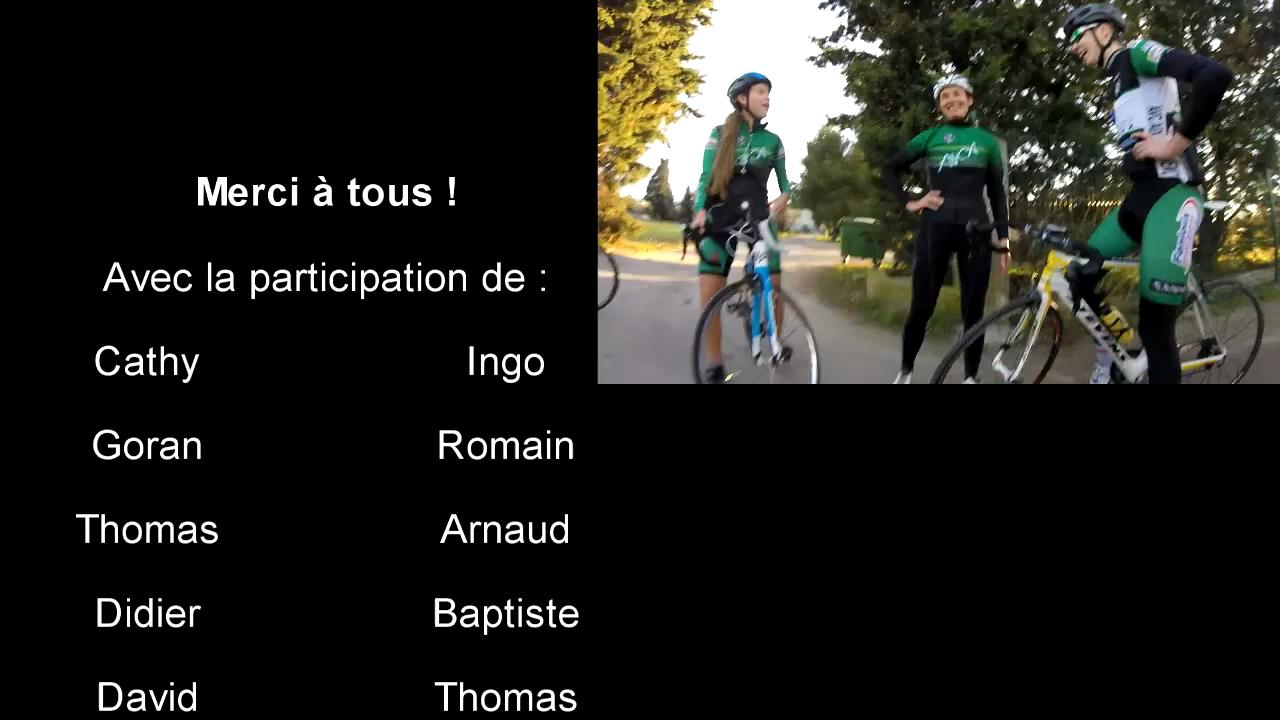 Merci à tous !
Avec la participation de :
Cathy Ingo
Goran Romain
Thomas Arnaud
Didier Baptiste
David Thomas